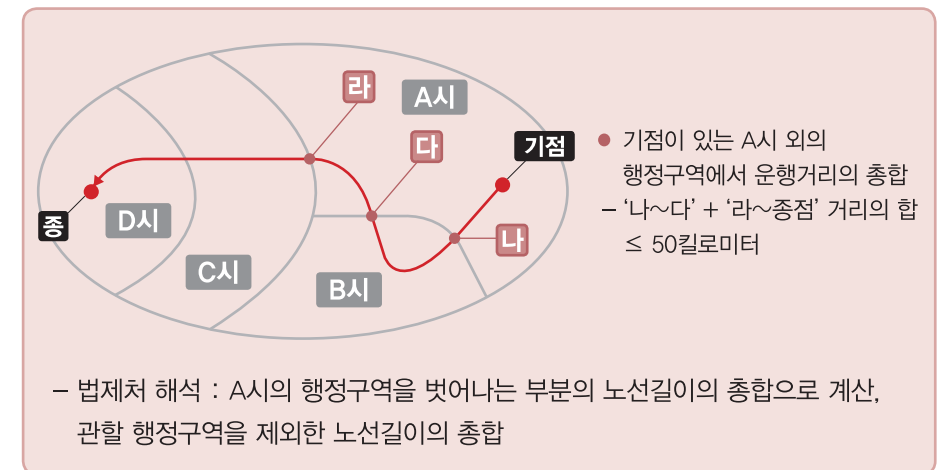 라
A시
다
기점
나
종
D시
C시
B시
● 기점이 있는 A시 외의
행정구역에서 운행거리의 총합
– ‘나~다’ + ‘라~종점’ 거리의 합
≤ 50킬로미터
– 법제처 해석 : A시의 행정구역을 벗어나는 부분의 노선길이의 총합으로 계산,
관할 행정구역을 제외한 노선길이의 총합